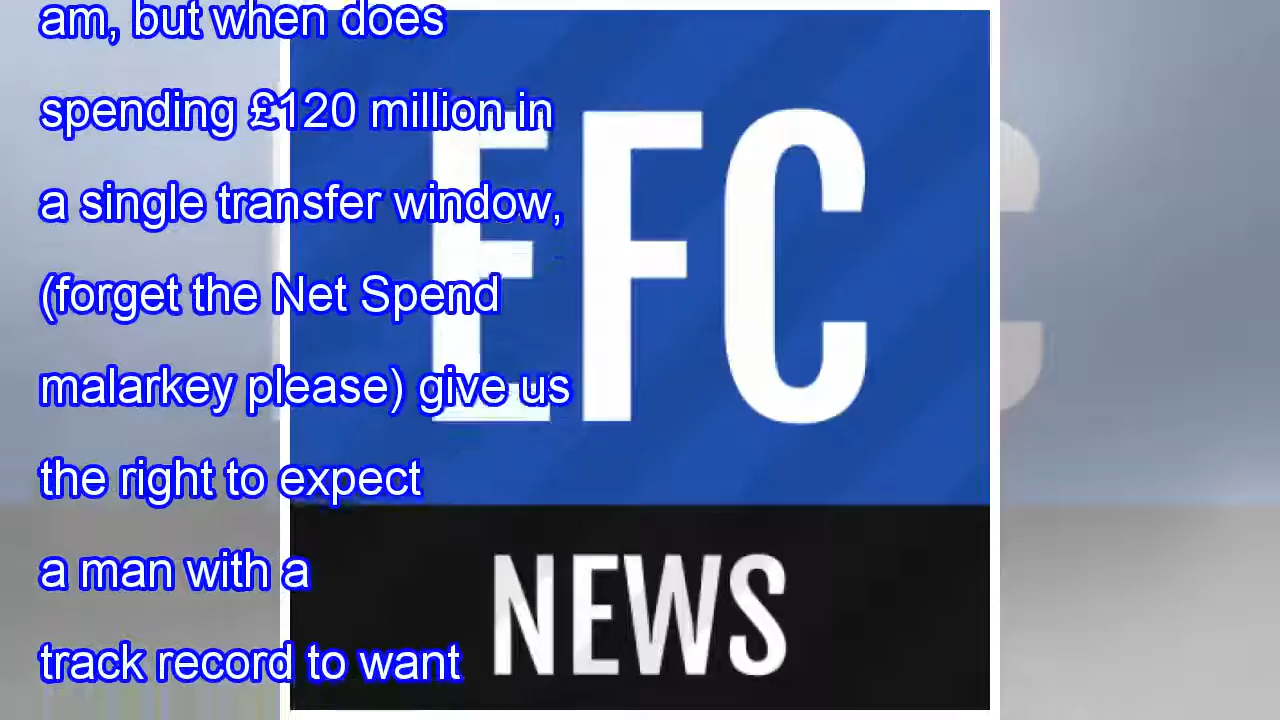 am, but when does
spending £120 million in
a single transfer window,
(forget the Net Spend
malarkey please) give us
the right to expect
a man with a
track record to want
EFC
NEWS